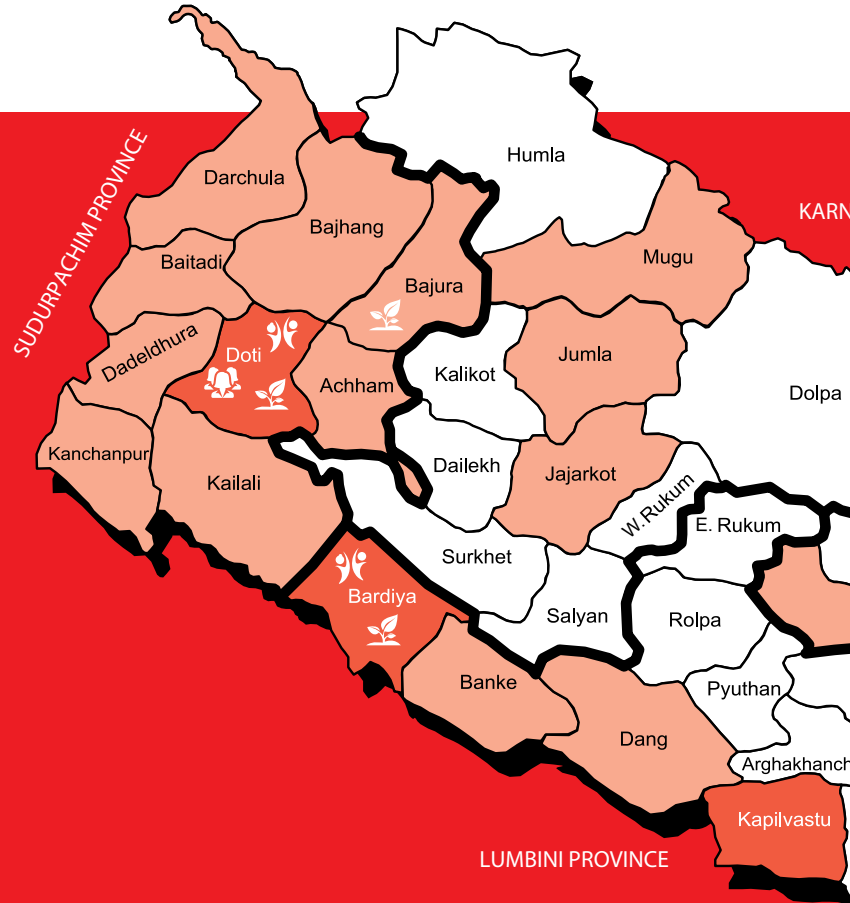 Humla
Darchula
SUDURPACHIM PROVINCE
KARN
Bajhang
Baitadi
Mugu
Bajura
Dadeldhura
Doti
Jumla
Kalikot
Achham
Dolpa
Kanchanpur
Dailekh
Jajarkot
Kailali
W. Rukum
E. Rukum
Surkhet
Bardiya
Salyan
Rolpa
Banke
Pyuthan
Dang
Arghakhanch
Kapilvastu
LUMBINI PROVINCE